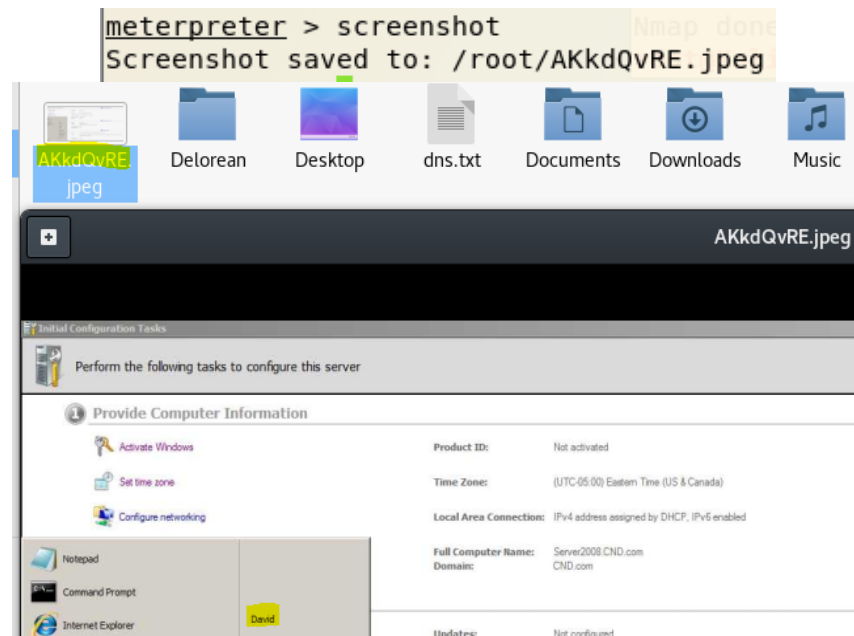 meterpreter > screenshot
Nmap done
Screenshot saved to: /root/AKkdQvRE.jpeg
AKkdQvRE.
jpeg
Delorean
Desktop
dns.txt
Documents
Downloads
Music
AKkdQvRE.jpeg
Initial Configuration Tasks
Perform the following tasks to configure this server
1 Provide Computer Information
Activate Windows
Product ID: Not activated
Set time zone
Time Zone: (UTC-05:00) Eastern Time (US & Canada)
Configure networking
Local Area Connection: IPv4 address assigned by DHCP, IPv6 enabled
Full Computer Name: Server2008.CND.com
Domain: CND.com
Notepad
Command Prompt
David
Internet Explorer
Updates: Not configured